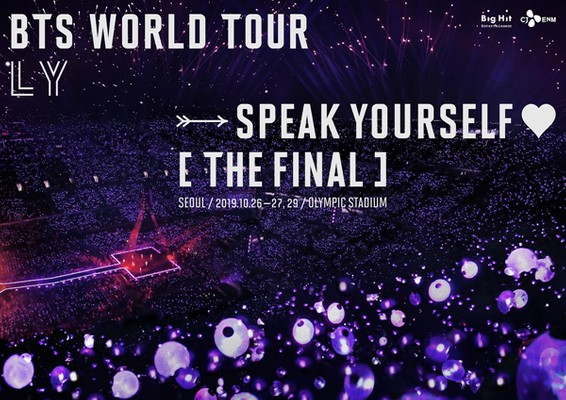 BTS WORLD TOUR
Big Hit
Entertainment
CJ ENM
LY
SPEAK YOURSELF
[ THE FINAL ]
SEOUL / 2019.10.26–27, 29 / OLYMPIC STADIUM